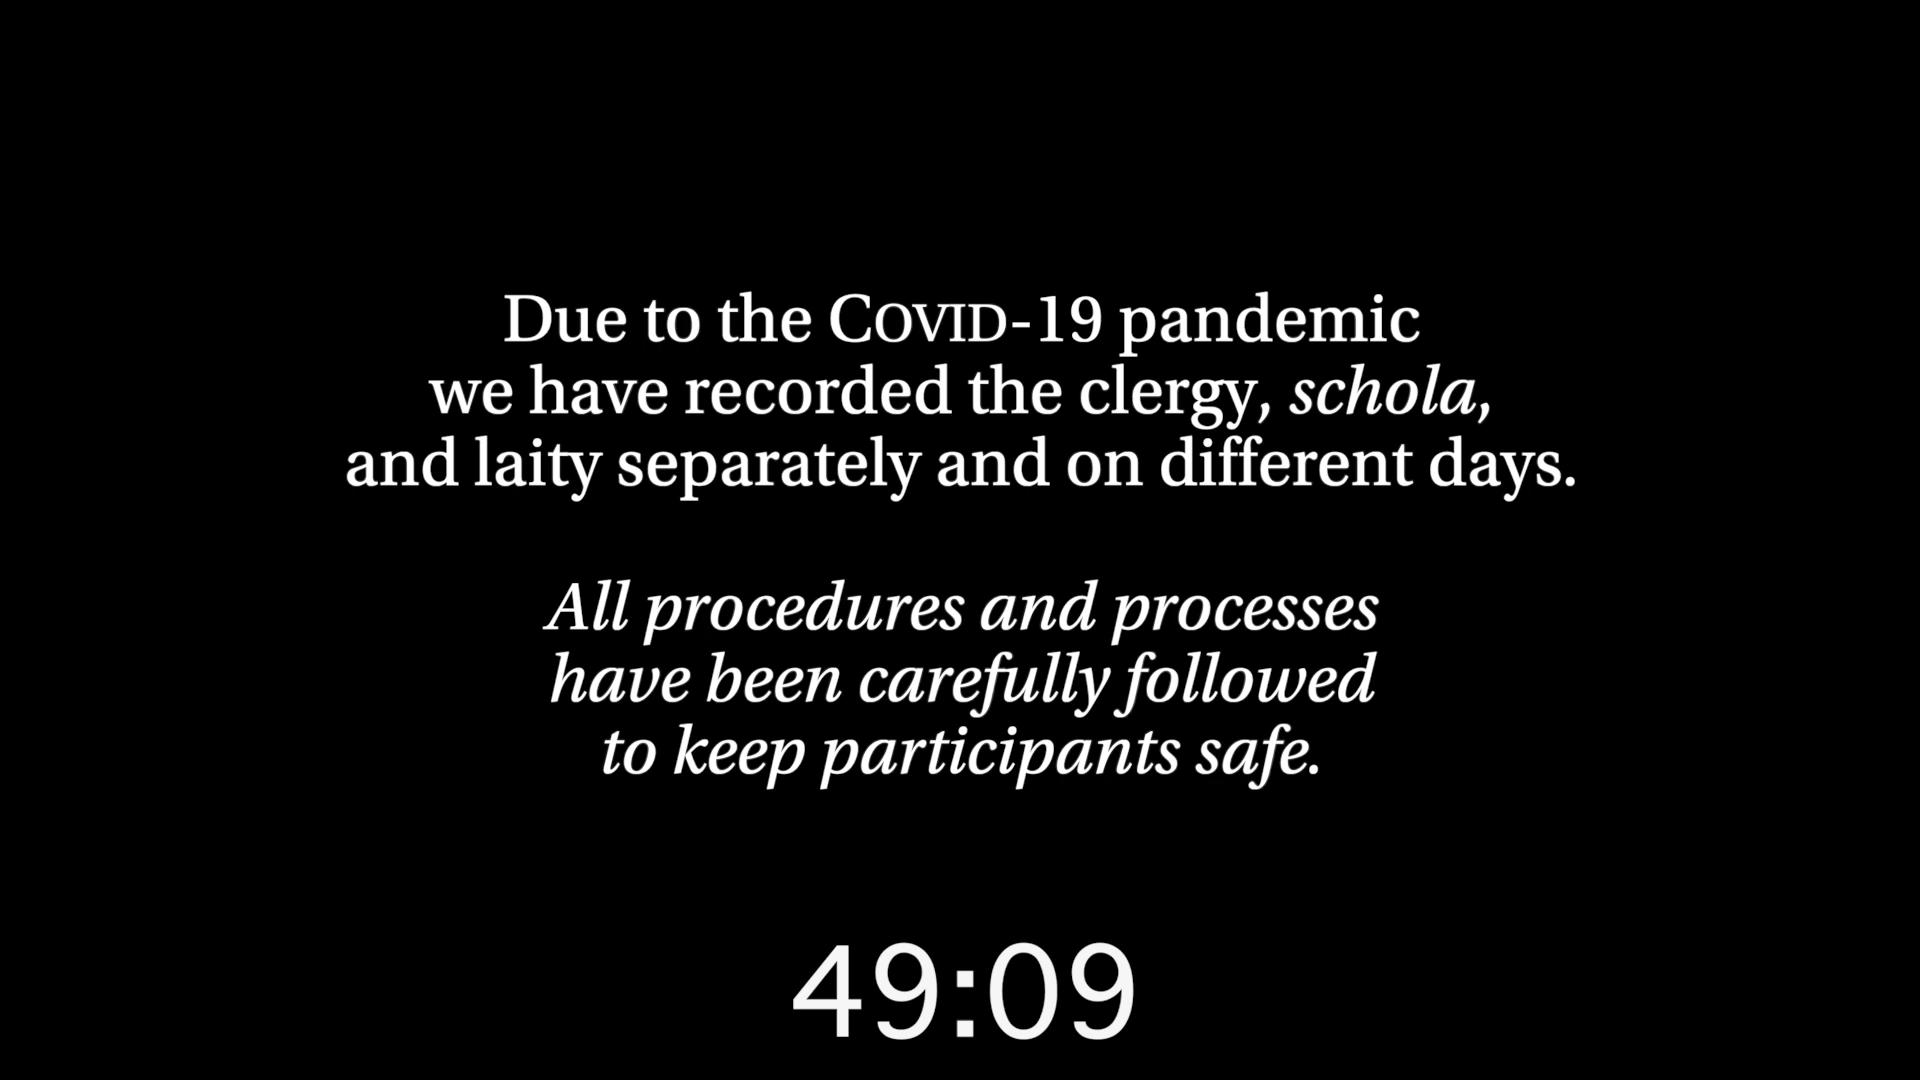 Due to the COVID-19 pandemic
we have recorded the clergy, schola,
and laity separately and on different days.
All procedures and processes
have been carefully followed
to keep participants safe.
49:09